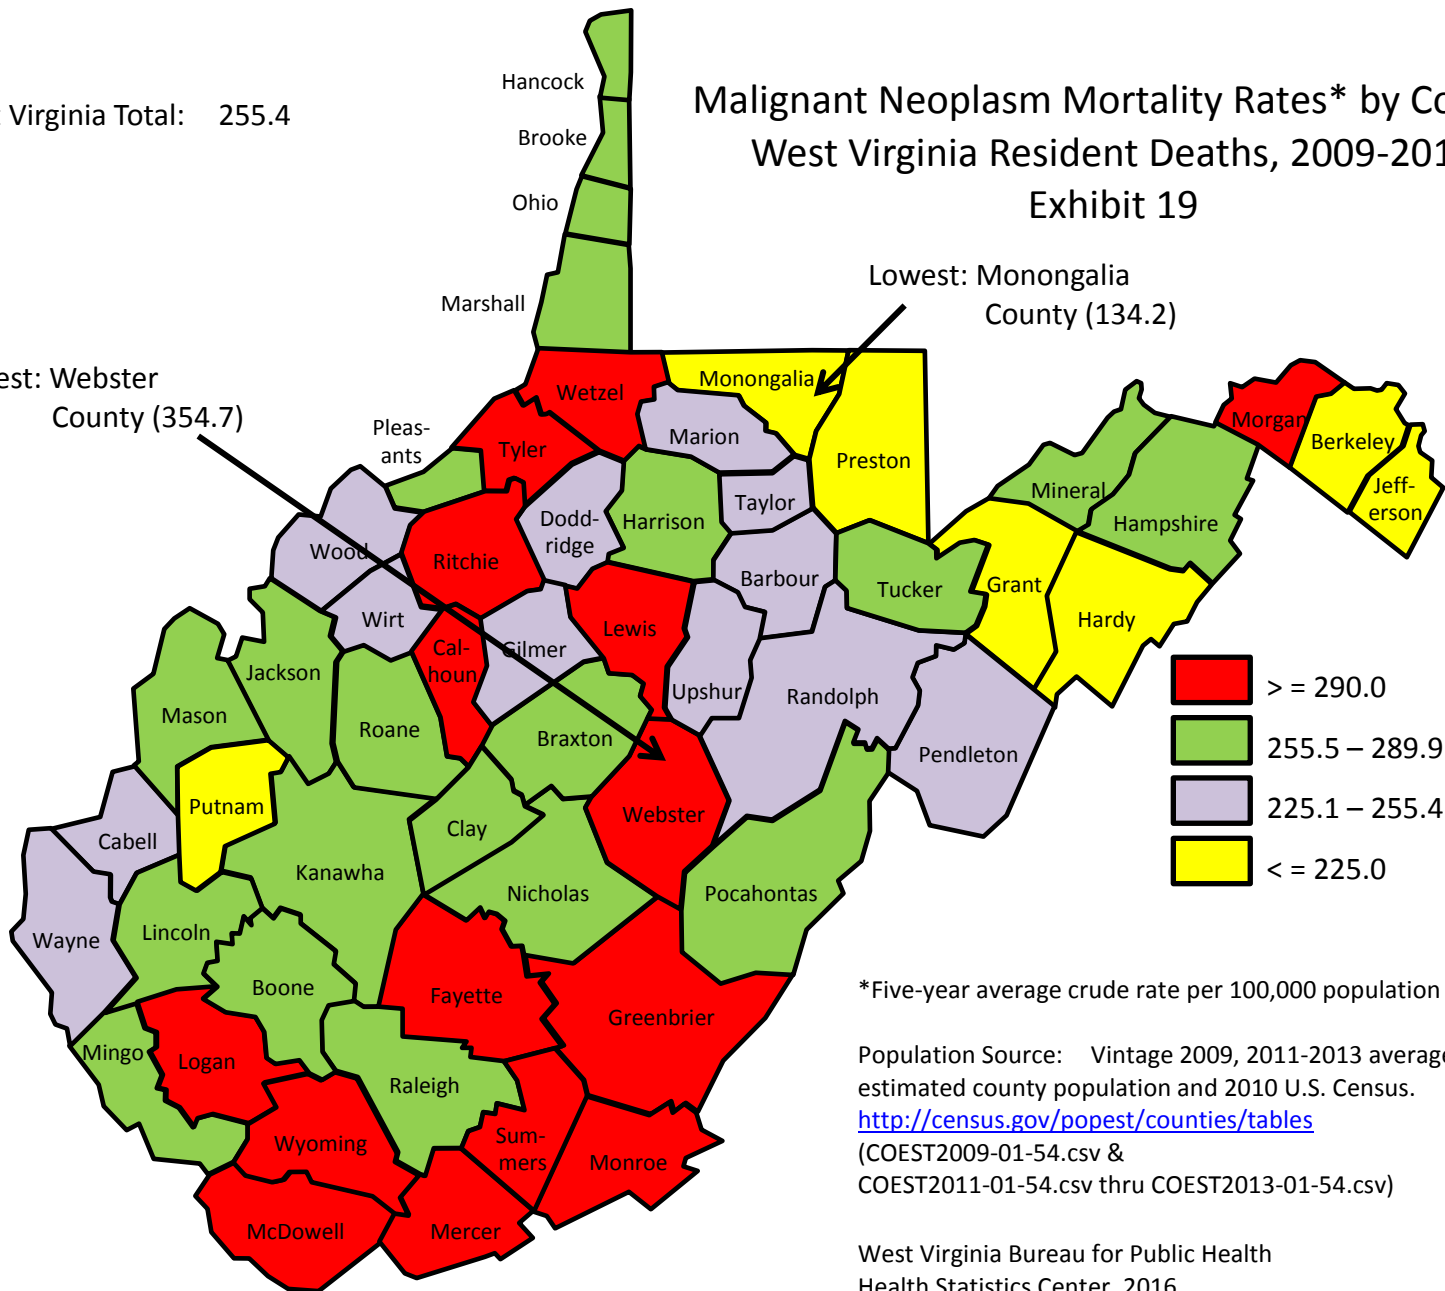 Virginia Total: 255.4
Malignant Neoplasm Mortality Rates* by
West Virginia Resident Deaths,
Exhibit 19
Lowest: Monongalia
County (134.2)
Webster
County (354.7)
Hancock
Brooke
Ohio
Marshall
Wetzel
Monongalia
Marion
Preston
Pleas-
ants
Tyler
Taylor
Dodd-
ridge
Harrison
Ritchie
Wood
Wirt
Barbour
Tucker
Grant
Mineral
Hampshire
Hardy
Morgan
Berkeley
Jeff-
erson
Lewis
Gilmer
Cal-
houn
Jackson
Mason
Roane
Upshur
Randolph
Braxton
Pendleton
Putnam
Cabell
Clay
Webster
Kanawha
Nicholas
Pocahontas
Wayne
Lincoln
Boone
Fayette
Greenbrier
Mingo
Logan
Raleigh
Wyoming
Sum-
mers
Monroe
McDowell
Mercer
> = 290.0
255.5 – 289.9
225.1 – 255.4
< = 225.0
*Five-year average crude rate per 100,000 population
Population Source: Vintage 2009, 2011-2013 average
estimated county population and 2010 U.S. Census.
http://census.gov/popest/counties/tables
(COEST2009-01-54.csv &
COEST2011-01-54.csv thru COEST2013-01-54.csv)
West Virginia Bureau for Public Health
Health Statistics Center, 2016